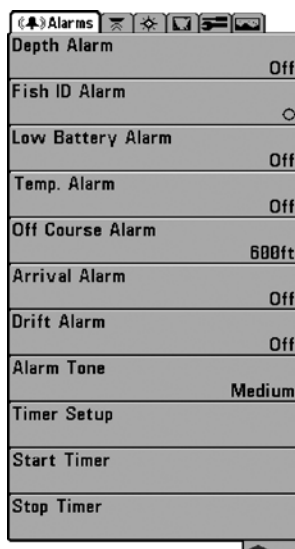 Alarms
Depth Alarm
Off
Fish ID Alarm
Low Battery Alarm
Off
Temp. Alarm
Off
Off Course Alarm
600ft
Arrival Alarm
Off
Drift Alarm
Off
Alarm Tone
Medium
Timer Setup
Start Timer
Stop Timer